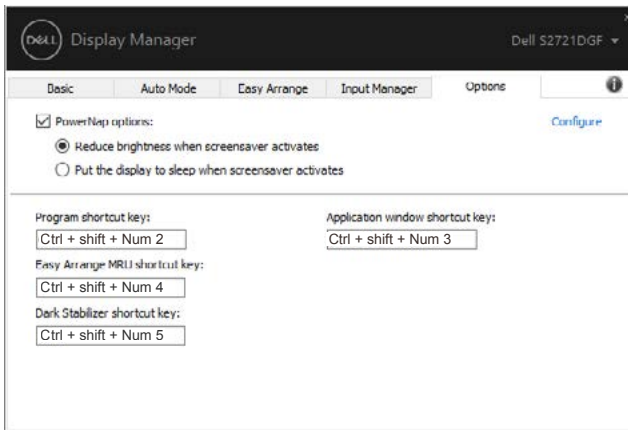 DELL Display Manager
Dell S2721DGF
Basic Auto Mode Easy Arrange Input Manager Options
PowerNap options: Configure
Reduce brightness when screensaver activates
Put the display to sleep when screensaver activates
Program shortcut key: Application window shortcut key:
Ctrl + shift + Num 2 Ctrl + shift + Num 3
Easy Arrange MRU shortcut key:
Ctrl + shift + Num 4
Dark Stabilizer shortcut key:
Ctrl + shift + Num 5